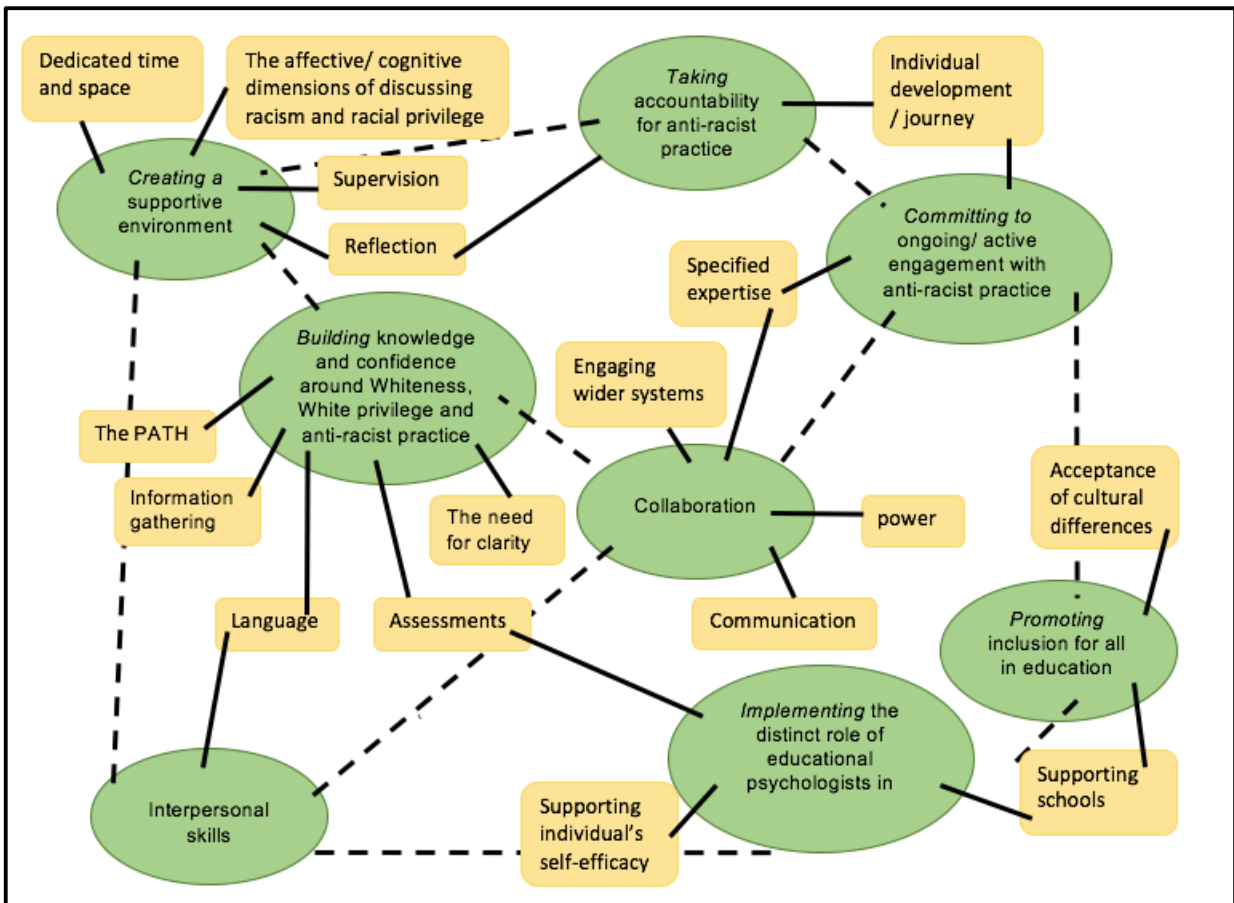 Dedicated time
and space
The affective/ cognitive
dimensions of discussing
racism and racial privilege
Taking
accountability
for anti-racist
practice
Individual
development
/ journey
Creating a
supportive
environment
Supervision
Reflection
Committing to
ongoing/ active
engagement with
anti-racist practice
Specified
expertise
Building knowledge
and confidence
around Whiteness,
White privilege and
anti-racist practice
Engaging
wider systems
The PATH
Information
gathering
The need
for clarity
Collaboration
power
Acceptance
of cultural
differences
Language
Assessments
Communication
Promoting
inclusion for all
in education
Implementing the
distinct role of
educational
psychologists in
Supporting
schools
Interpersonal
skills
Supporting
individual’s
self-efficacy